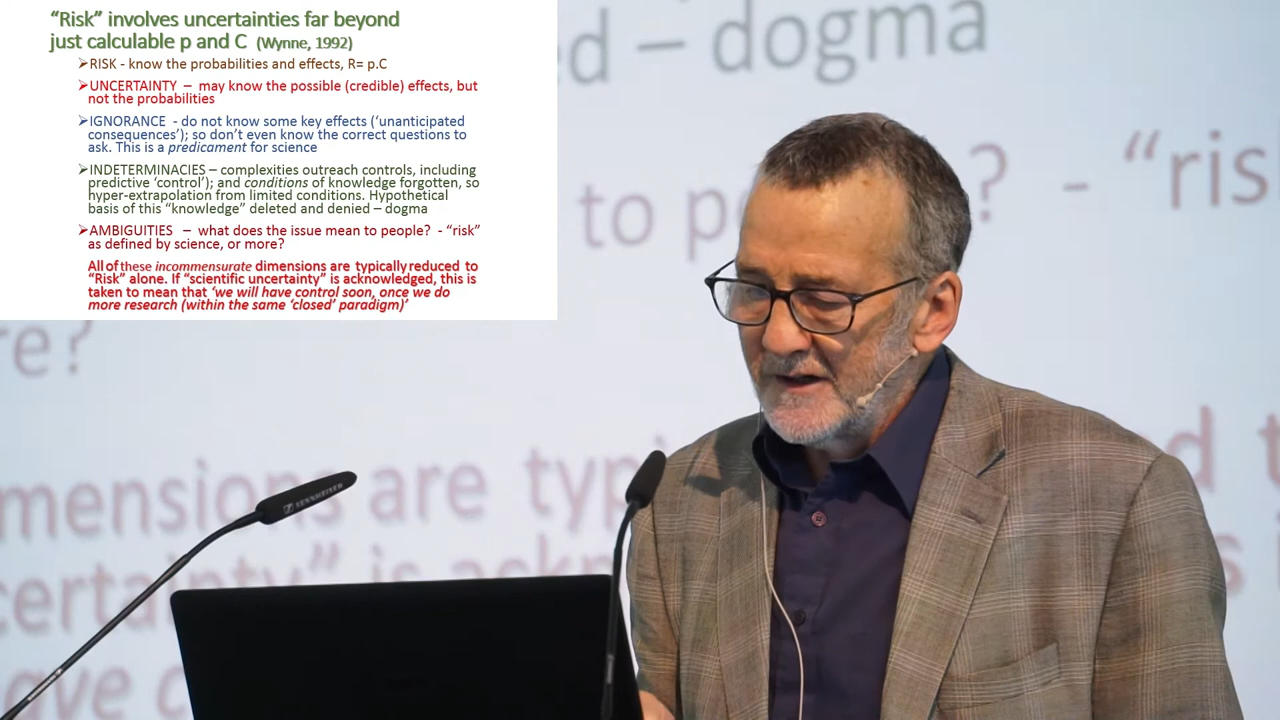 “Risk” involves uncertainties far beyond
just calculable p and C (Wynne, 1992)
➢RISK - know the probabilities and effects, R= p.C
➢UNCERTAINTY – may know the possible (credible) effects, but
not the probabilities
➢IGNORANCE - do not know some key effects (‘unanticipated
consequences’); so don’t even know the correct questions to
ask. This is a predicament for science
➢INDETERMINACIES – complexities outreach controls, including
predictive ‘control’); and conditions of knowledge forgotten, so
hyper-extrapolation from limited conditions. Hypothetical
basis of this “knowledge” deleted and denied – dogma
➢AMBIGUITIES – what does the issue mean to people? - “risk”
as defined by science, or more?
All of these incommensurate dimensions are typically reduced to
“Risk” alone. If “scientific uncertainty” is acknowledged, this is
taken to mean that ‘we will have control soon, once we do
more research (within the same ‘closed’ paradigm)’
ed – dogma
to pe ? - “ris
re?
mensions are typi d t
certainty” is ackn s
ave c
SENNHEISER